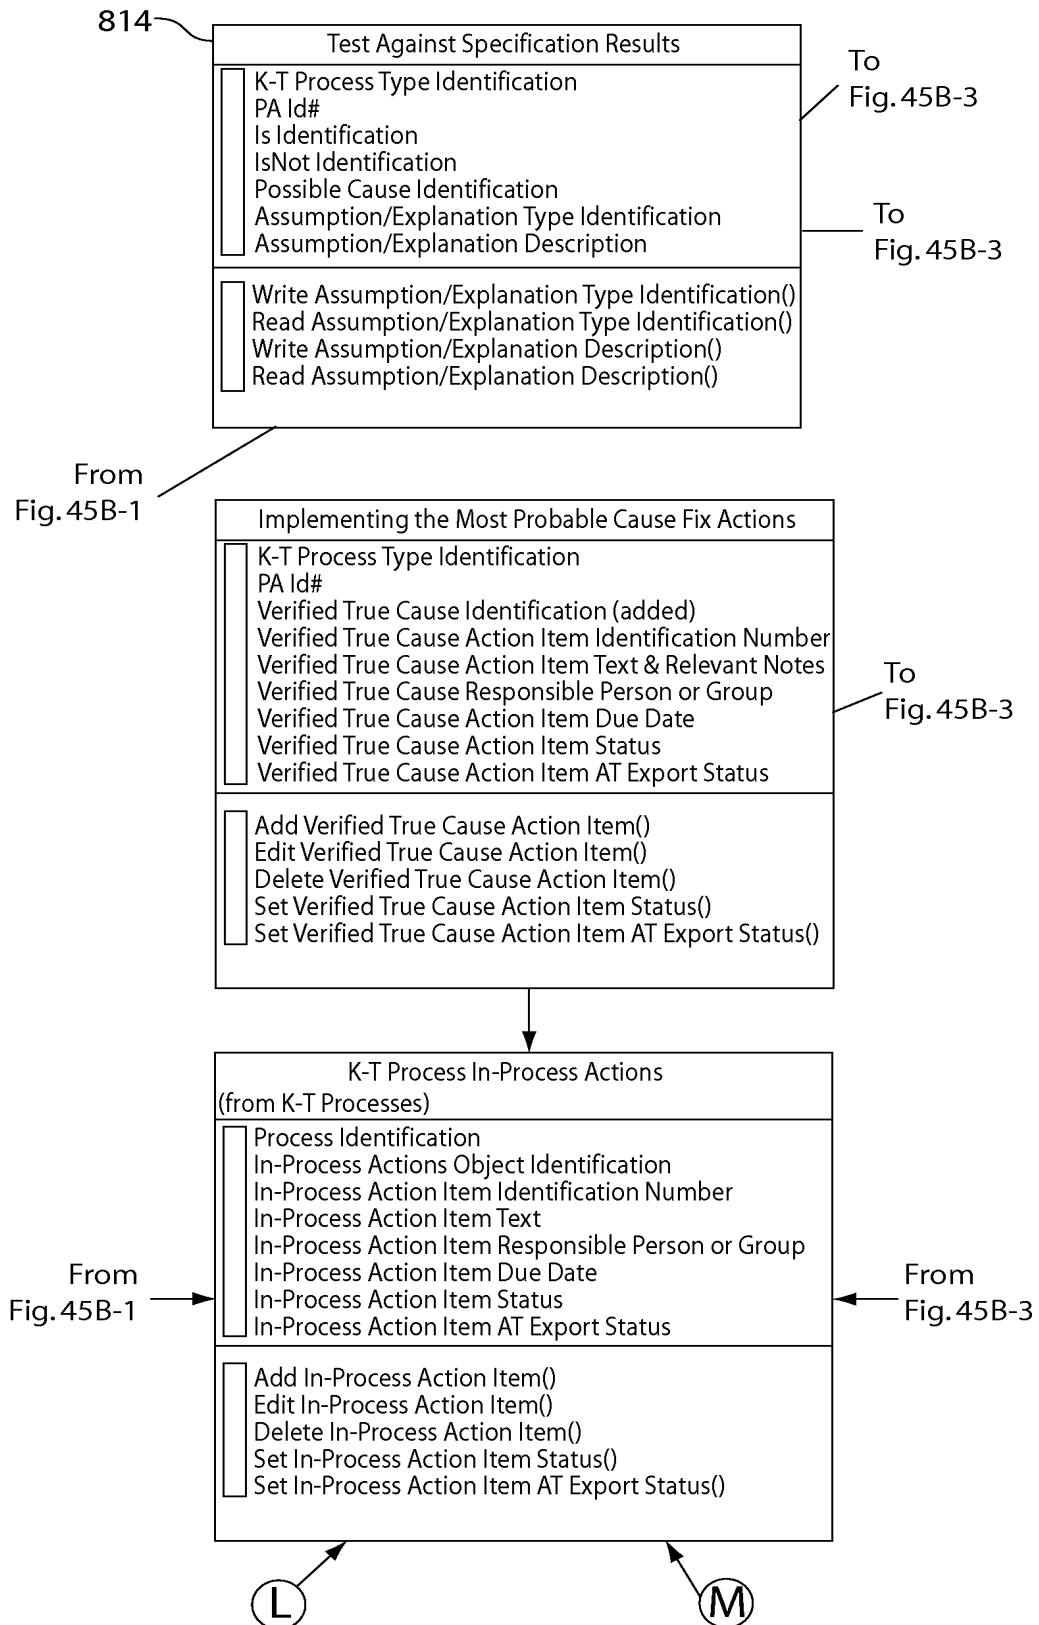 814
Test Against Specification Results
K-T Process Type Identification
PA Id#
Is Identification
IsNot Identification
Possible Cause Identification
Assumption/Explanation Type Identification
Assumption/Explanation Description
To
Fig. 45B-3
To
Fig. 45B-3
Write Assumption/Explanation Type Identification()
Read Assumption/Explanation Type Identification()
Write Assumption/Explanation Description()
Read Assumption/Explanation Description()
From
Fig. 45B-1
Implementing the Most Probable Cause Fix Actions
K-T Process Type Identification
PA Id#
Verified True Cause Identification (added)
Verified True Cause Action Item Identification Number
Verified True Cause Action Item Text & Relevant Notes
Verified True Cause Responsible Person or Group
Verified True Cause Action Item Due Date
Verified True Cause Action Item Status
Verified True Cause Action Item AT Export Status
To
Fig. 45B-3
Add Verified True Cause Action Item()
Edit Verified True Cause Action Item()
Delete Verified True Cause Action Item()
Set Verified True Cause Action Item Status()
Set Verified True Cause Action Item AT Export Status()
K-T Process In-Process Actions
(from K-T Processes)
Process Identification
In-Process Actions Object Identification
In-Process Action Item Identification Number
In-Process Action Item Text
In-Process Action Item Responsible Person or Group
In-Process Action Item Due Date
In-Process Action Item Status
In-Process Action Item AT Export Status
From
Fig. 45B-1
From
Fig. 45B-3
Add In-Process Action Item()
Edit In-Process Action Item()
Delete In-Process Action Item()
Set In-Process Action Item Status()
Set In-Process Action Item AT Export Status()
L
M